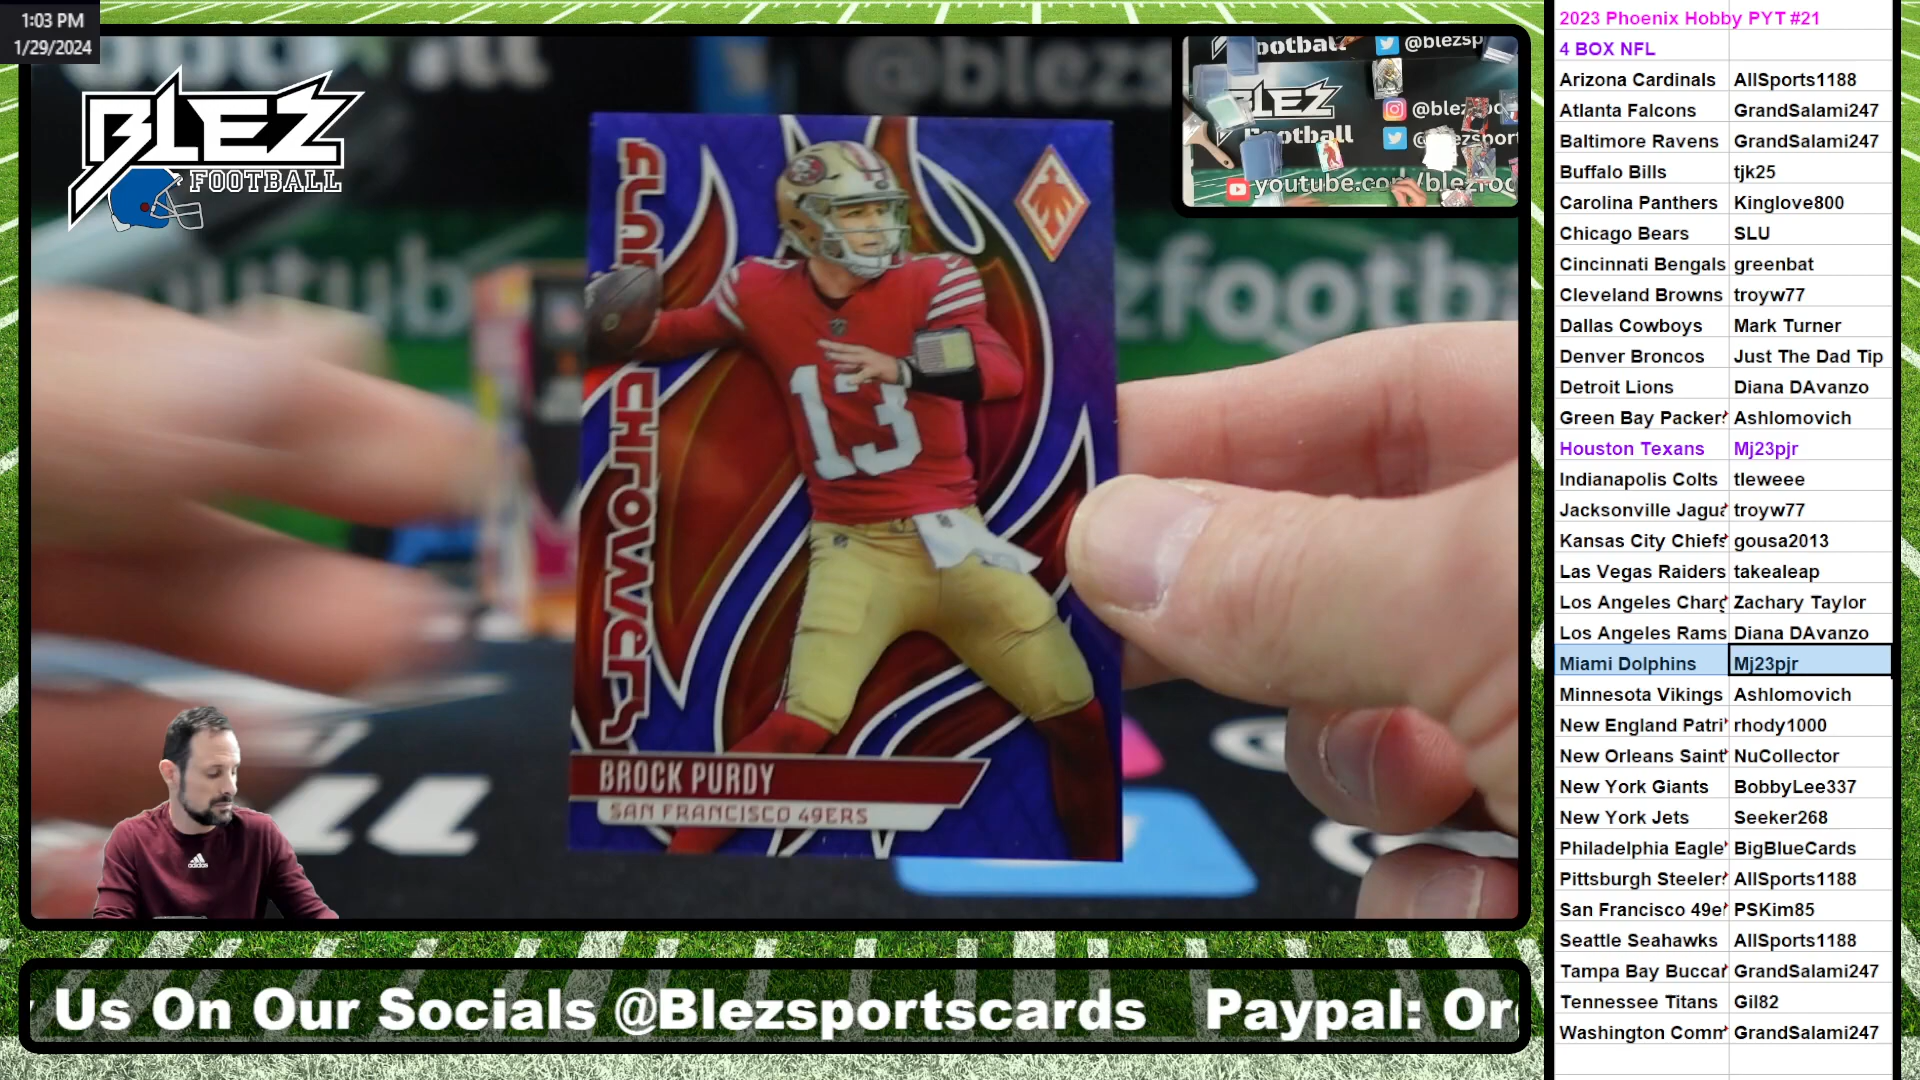 1:03 PM
1/29/2024
BLEZ
FOOTBALL
@blezs
BROCK PURDY
SAN FRANCISCO 49ERS
13
adidas
ootball
@blezsp
BLEZ
Football
@blezsport
youtube.com/blezfoo
Us On Our Socials @Blezsportscards Paypal: Or
2023 Phoenix Hobby PYT #21
4 BOX NFL
Arizona Cardinals AllSports1188
Atlanta Falcons GrandSalami247
Baltimore Ravens GrandSalami247
Buffalo Bills tjk25
Carolina Panthers Kinglove800
Chicago Bears SLU
Cincinnati Bengals greenbat
Cleveland Browns troyw77
Dallas Cowboys Mark Turner
Denver Broncos Just The Dad Tip
Detroit Lions Diana DAvanzo
Green Bay Packer Ashlomovich
Houston Texans Mj23pjr
Indianapolis Colts tleweee
Jacksonville Jagua troyw77
Kansas City Chiefs gousa2013
Las Vegas Raiders takealeap
Los Angeles Charg Zachary Taylor
Los Angeles Rams Diana DAvanzo
Miami Dolphins Mj23pjr
Minnesota Vikings Ashlomovich
New England Patri rhody1000
New Orleans Saint NuCollector
New York Giants BobbyLee337
New York Jets Seeker268
Philadelphia Eagle BigBlueCards
Pittsburgh Steeler AllSports1188
San Francisco 49e PSKim85
Seattle Seahawks AllSports1188
Tampa Bay Buccar GrandSalami247
Tennessee Titans Gil82
Washington Comm GrandSalami247